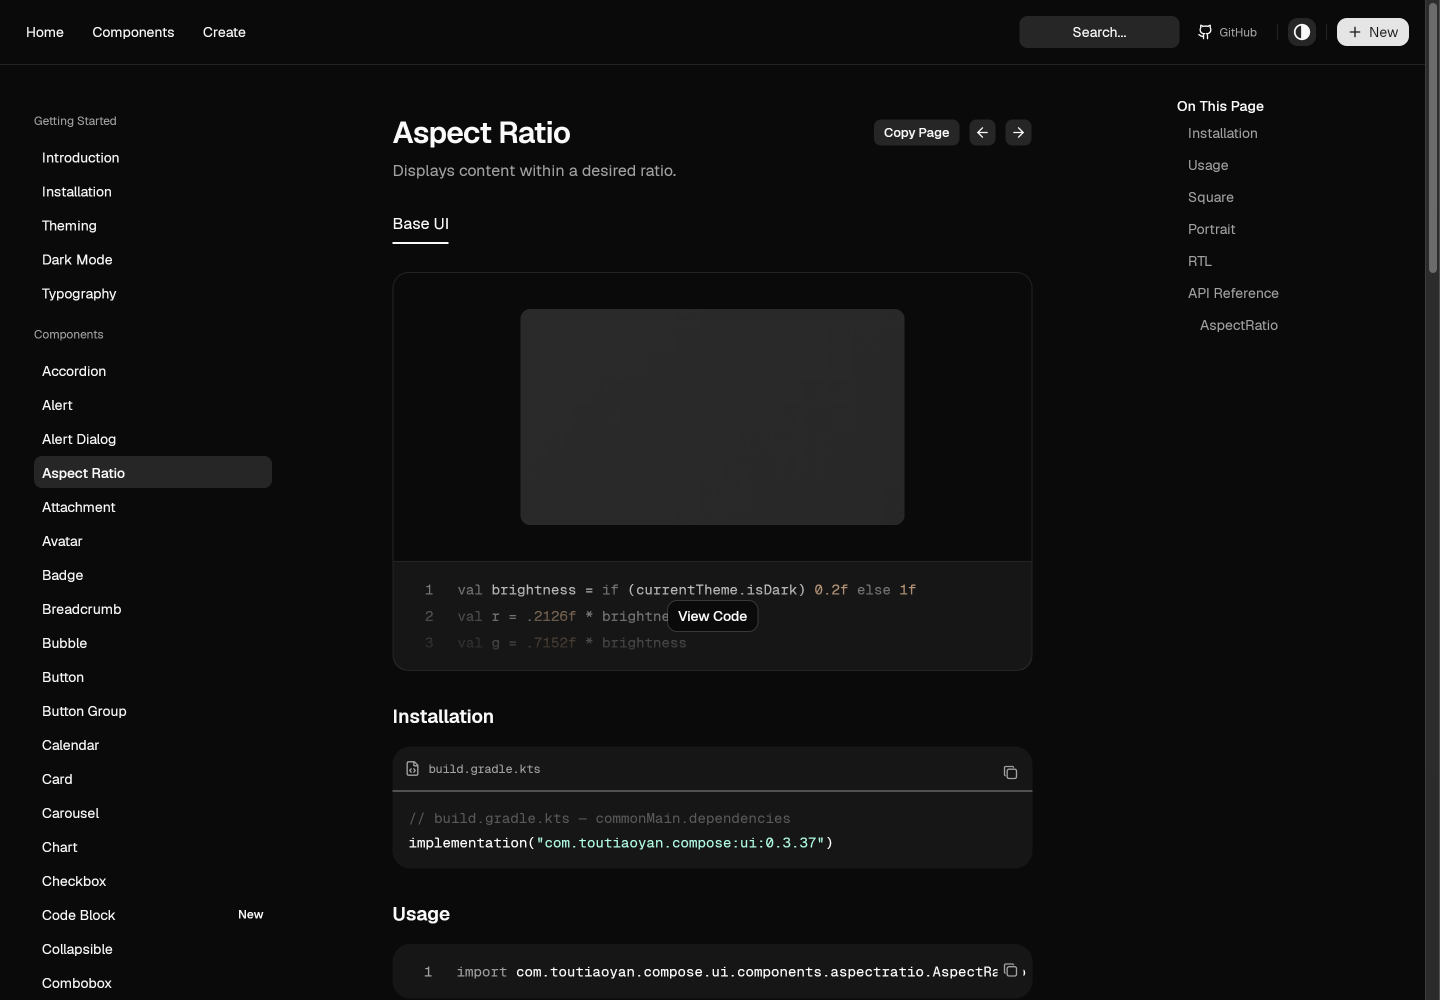 Home Components Create Search... GitHub New
Getting Started
Introduction
Installation
Theming
Dark Mode
Typography
Components
Accordion
Alert
Alert Dialog
Aspect Ratio
Attachment
Avatar
Badge
Breadcrumb
Bubble
Button
Button Group
Calendar
Card
Carousel
Chart
Checkbox
Code Block New
Collapsible
Combobox
Aspect Ratio Copy Page
Displays content within a desired ratio.
Base UI
1 val brightness = if (currentTheme.isDark) 0.2f else 1f
2 val r = .2126f * brightne
View Code
3 val g = .7152f * brightness
Installation
build.gradle.kts
// build.gradle.kts — commonMain.dependencies
implementation("com.toutiaoyan.compose:ui:0.3.37")
Usage
1 import com.toutiaoyan.compose.ui.components.aspectratio.AspectRa
On This Page
Installation
Usage
Square
Portrait
RTL
API Reference
AspectRatio